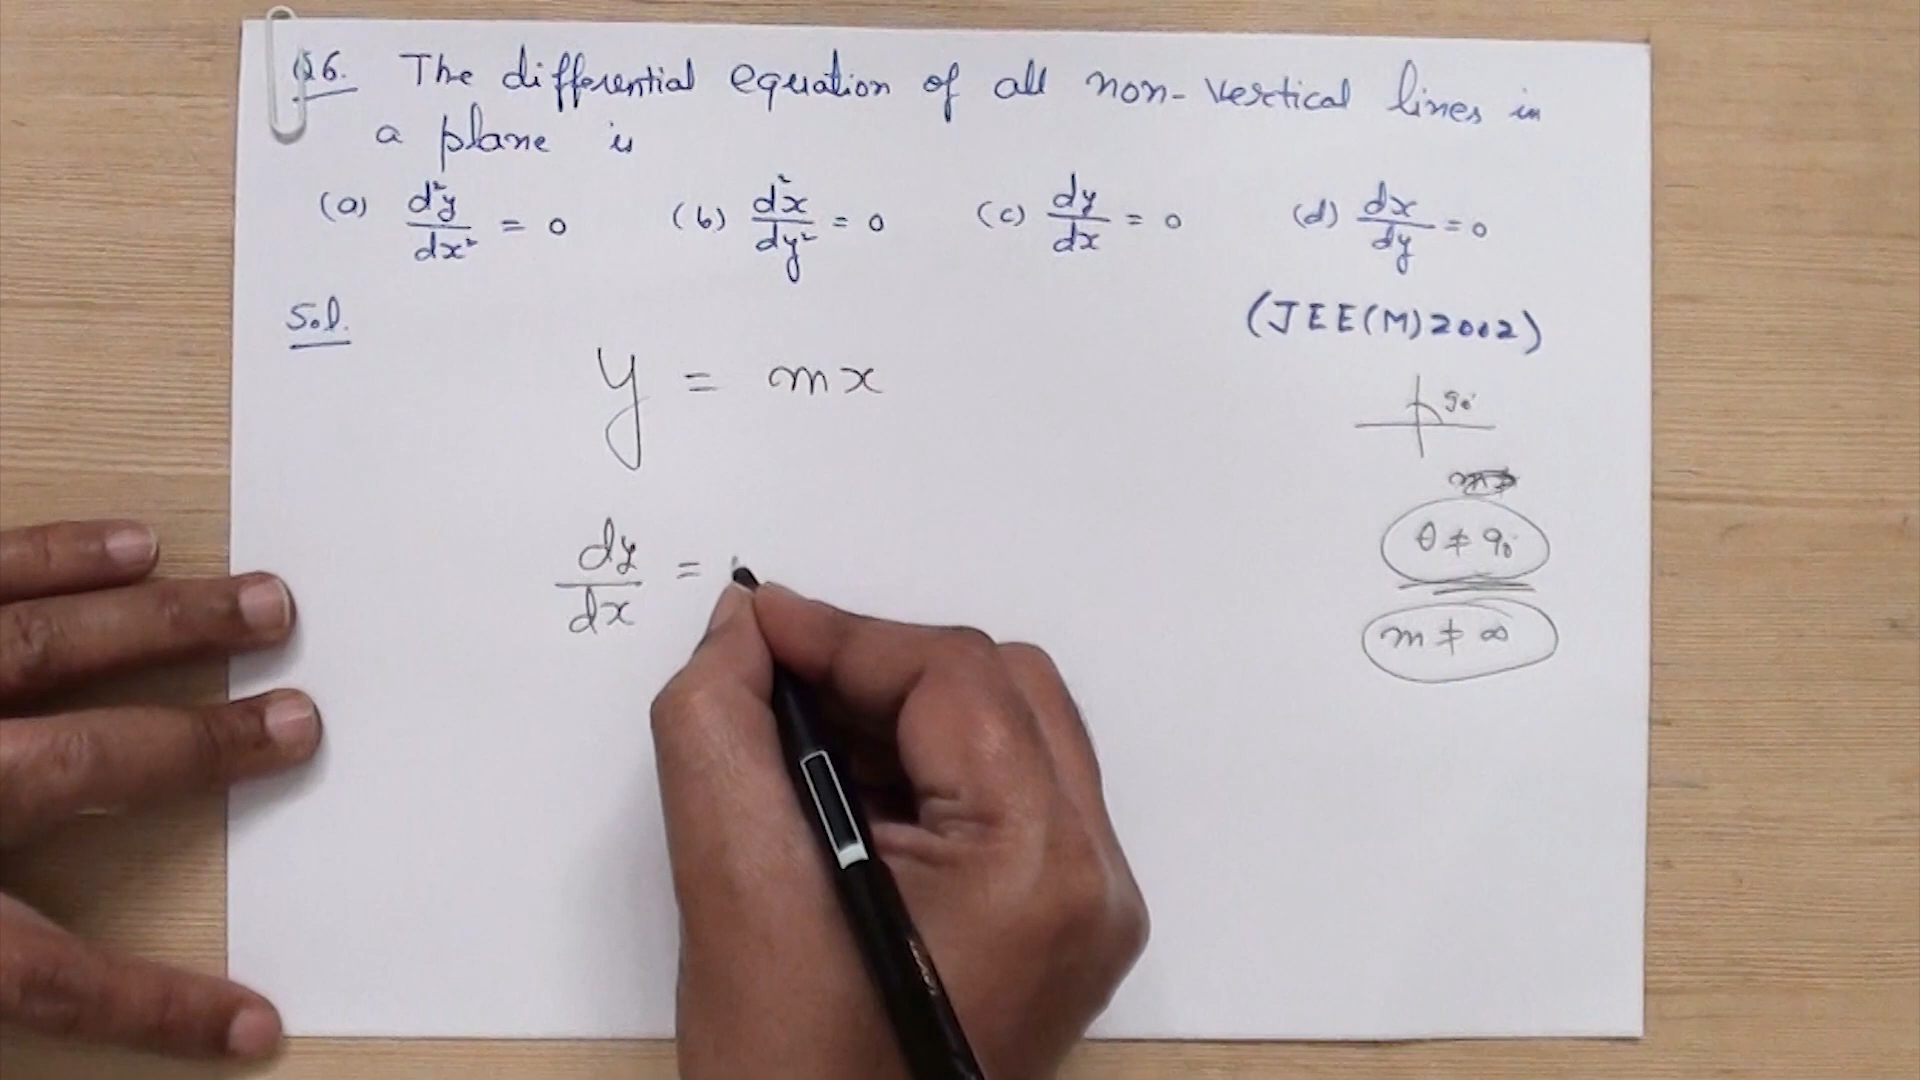 Q6. The differential equation of all non-vertical lines in
a plane is
(a) d²y/dx² = 0 (b) d²x/dy² = 0 (c) dy/dx = 0 (d) dx/dy = 0
Sol.
(JEE(M)2002)
y = mx
90°
θ ≠ 90°
dy/dx =
m ≠ ∞